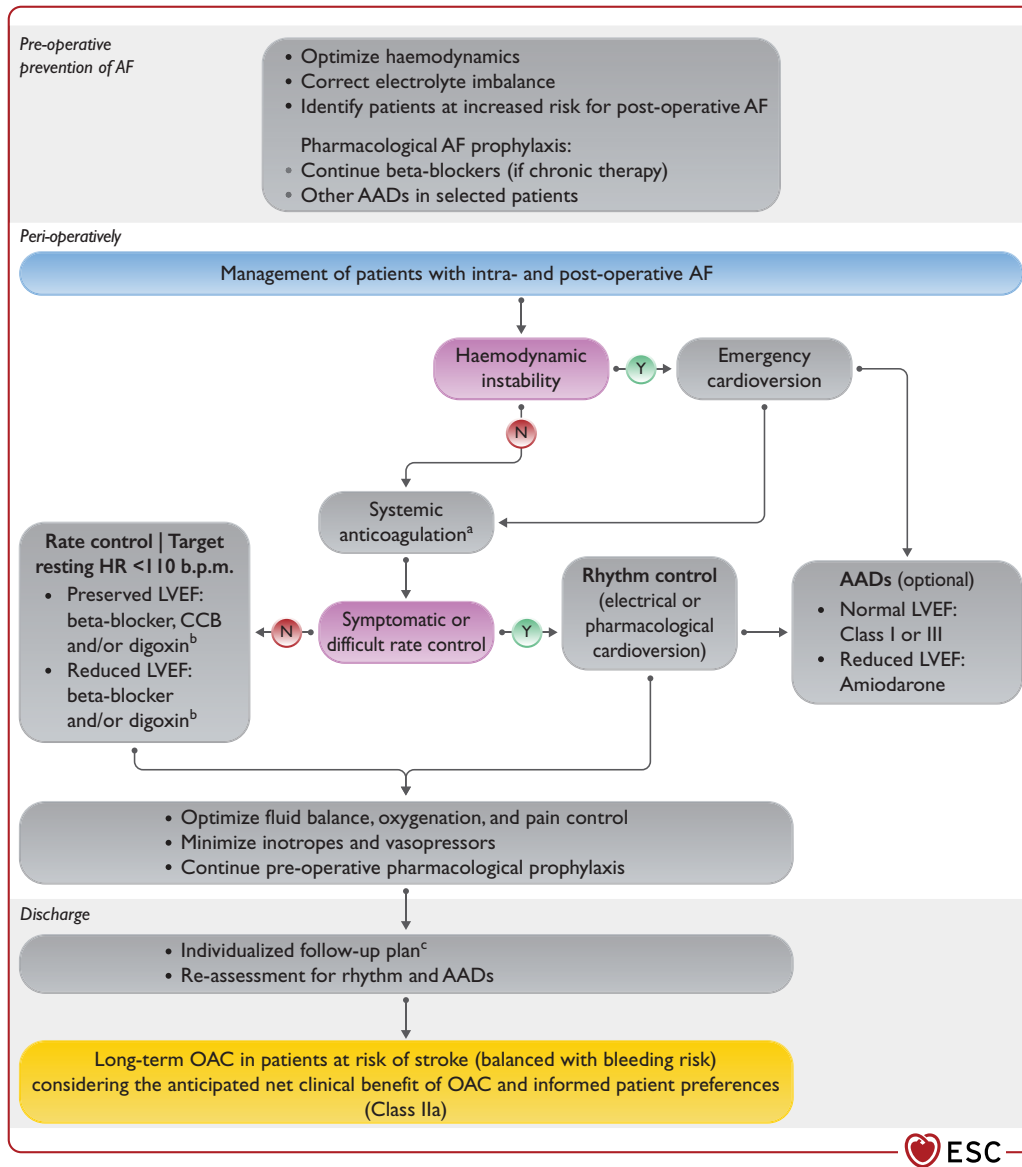 Pre-operative
prevention of AF
• Optimize haemodynamics
• Correct electrolyte imbalance
• Identify patients at increased risk for post-operative AF
Pharmacological AF prophylaxis:
• Continue beta-blockers (if chronic therapy)
• Other AADs in selected patients
Peri-operatively
Management of patients with intra- and post-operative AF
Haemodynamic
instability
Y
Emergency
cardioversion
N
Systemic
anticoagulationᵃ
Rate control | Target
resting HR <110 b.p.m.
• Preserved LVEF:
beta-blocker, CCB
and/or digoxinᵇ
• Reduced LVEF:
beta-blocker
and/or digoxinᵇ
N
Symptomatic or
difficult rate control
Y
Rhythm control
(electrical or
pharmacological
cardioversion)
AADs (optional)
• Normal LVEF:
Class I or III
• Reduced LVEF:
Amiodarone
• Optimize fluid balance, oxygenation, and pain control
• Minimize inotropes and vasopressors
• Continue pre-operative pharmacological prophylaxis
Discharge
• Individualized follow-up planᶜ
• Re-assessment for rhythm and AADs
Long-term OAC in patients at risk of stroke (balanced with bleeding risk)
considering the anticipated net clinical benefit of OAC and informed patient preferences
(Class IIa)
ESC